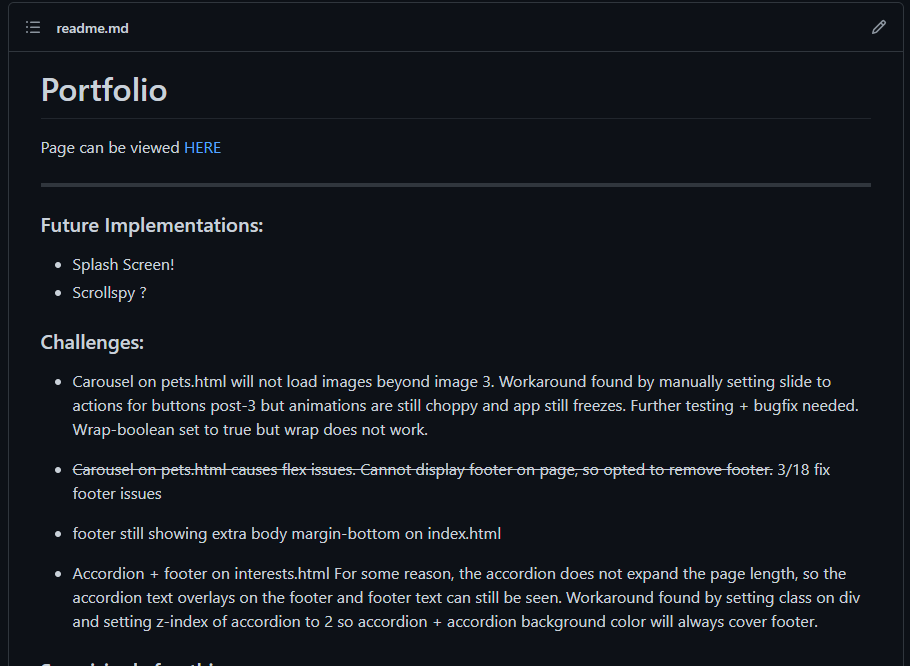 readme.md
Portfolio
Page can be viewed HERE
Future Implementations:
Splash Screen!
Scrollspy ?
Challenges:
Carousel on pets.html will not load images beyond image 3. Workaround found by manually setting slide to
actions for buttons post-3 but animations are still choppy and app still freezes. Further testing + bugfix needed.
Wrap-boolean set to true but wrap does not work.
Carousel on pets.html causes flex issues. Cannot display footer on page, so opted to remove footer. 3/18 fix
footer issues
footer still showing extra body margin-bottom on index.html
Accordion + footer on interests.html For some reason, the accordion does not expand the page length, so the
accordion text overlays on the footer and footer text can still be seen. Workaround found by setting class on div
and setting z-index of accordion to 2 so accordion + accordion background color will always cover footer.